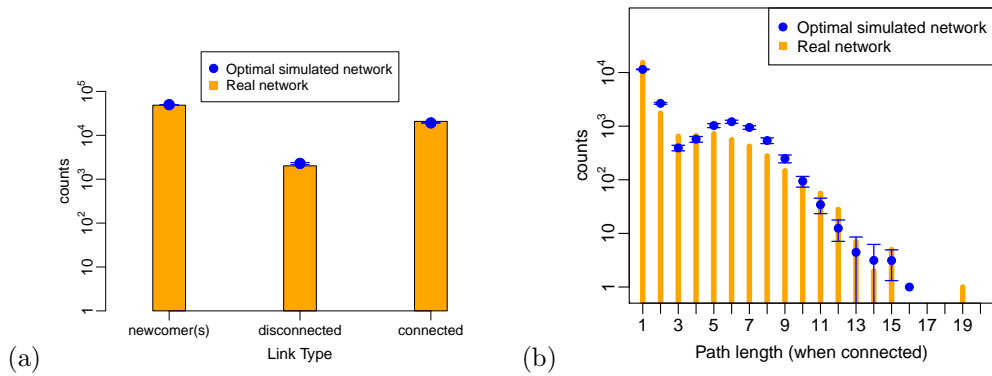 Optimal simulated network
Real network
counts
10^5
10^4
10^3
10^2
10
1
newcomer(s) disconnected connected
Link Type
(a)
Optimal simulated network
Real network
counts
10^4
10^3
10^2
10
1
1 3 5 7 9 11 13 15 17 19
Path length (when connected)
(b)